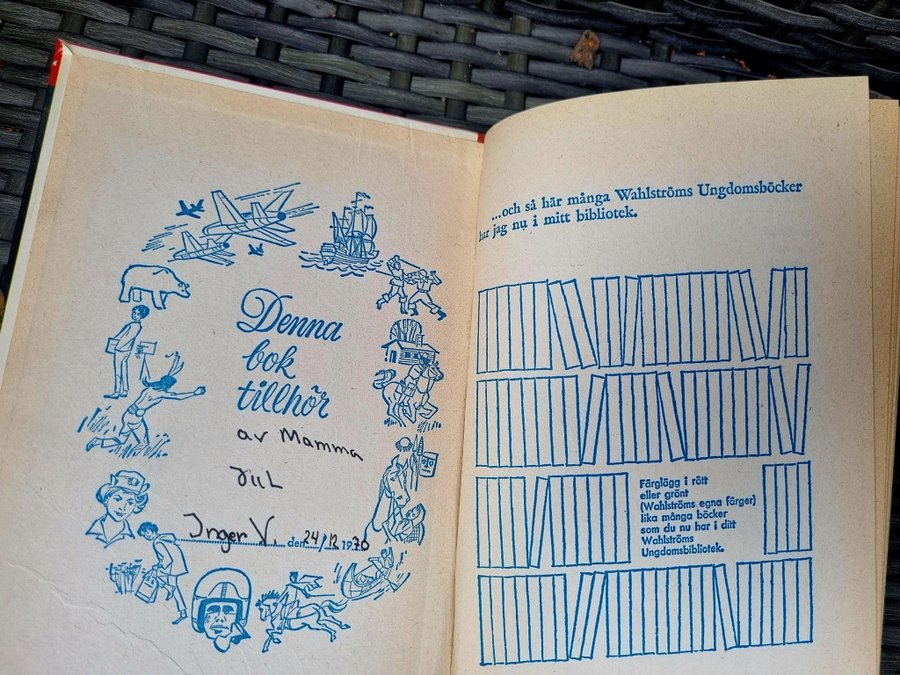 Denna
bok
tillhör
av Mamma
Jul
Inger V. den 24/12 1970
...och så här många Wahlströms Ungdomsböcker
har jag nu i mitt bibliotek.
Färglägg i rött
eller grönt
(Wahlströms egna färger)
lika många böcker
som du nu har i ditt
Wahlströms
Ungdomsbibliotek.